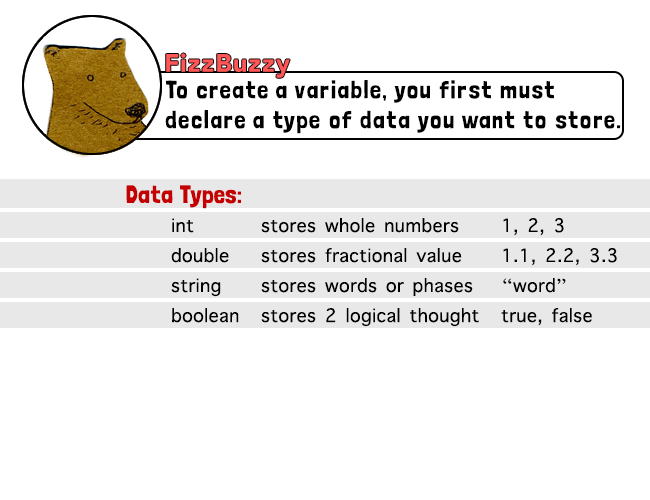 FizzBuzzy
To create a variable, you first must
declare a type of data you want to store.
Data Types:
int stores whole numbers 1, 2, 3
double stores fractional value 1.1, 2.2, 3.3
string stores words or phases “word”
boolean stores 2 logical thought true, false